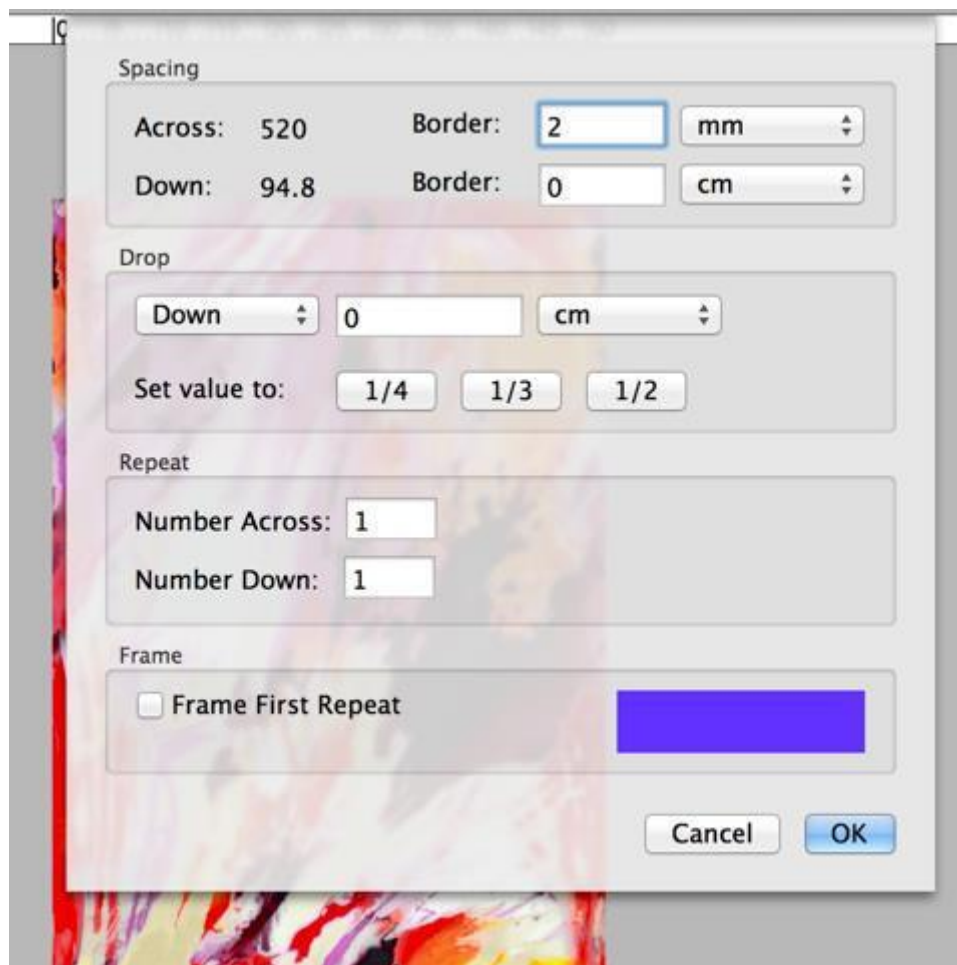 0
Spacing
Across: 520 Border: 2 mm
Down: 94.8 Border: 0 cm
Drop
Down 0 cm
Set value to: 1/4 1/3 1/2
Repeat
Number Across: 1
Number Down: 1
Frame
Frame First Repeat
Cancel OK